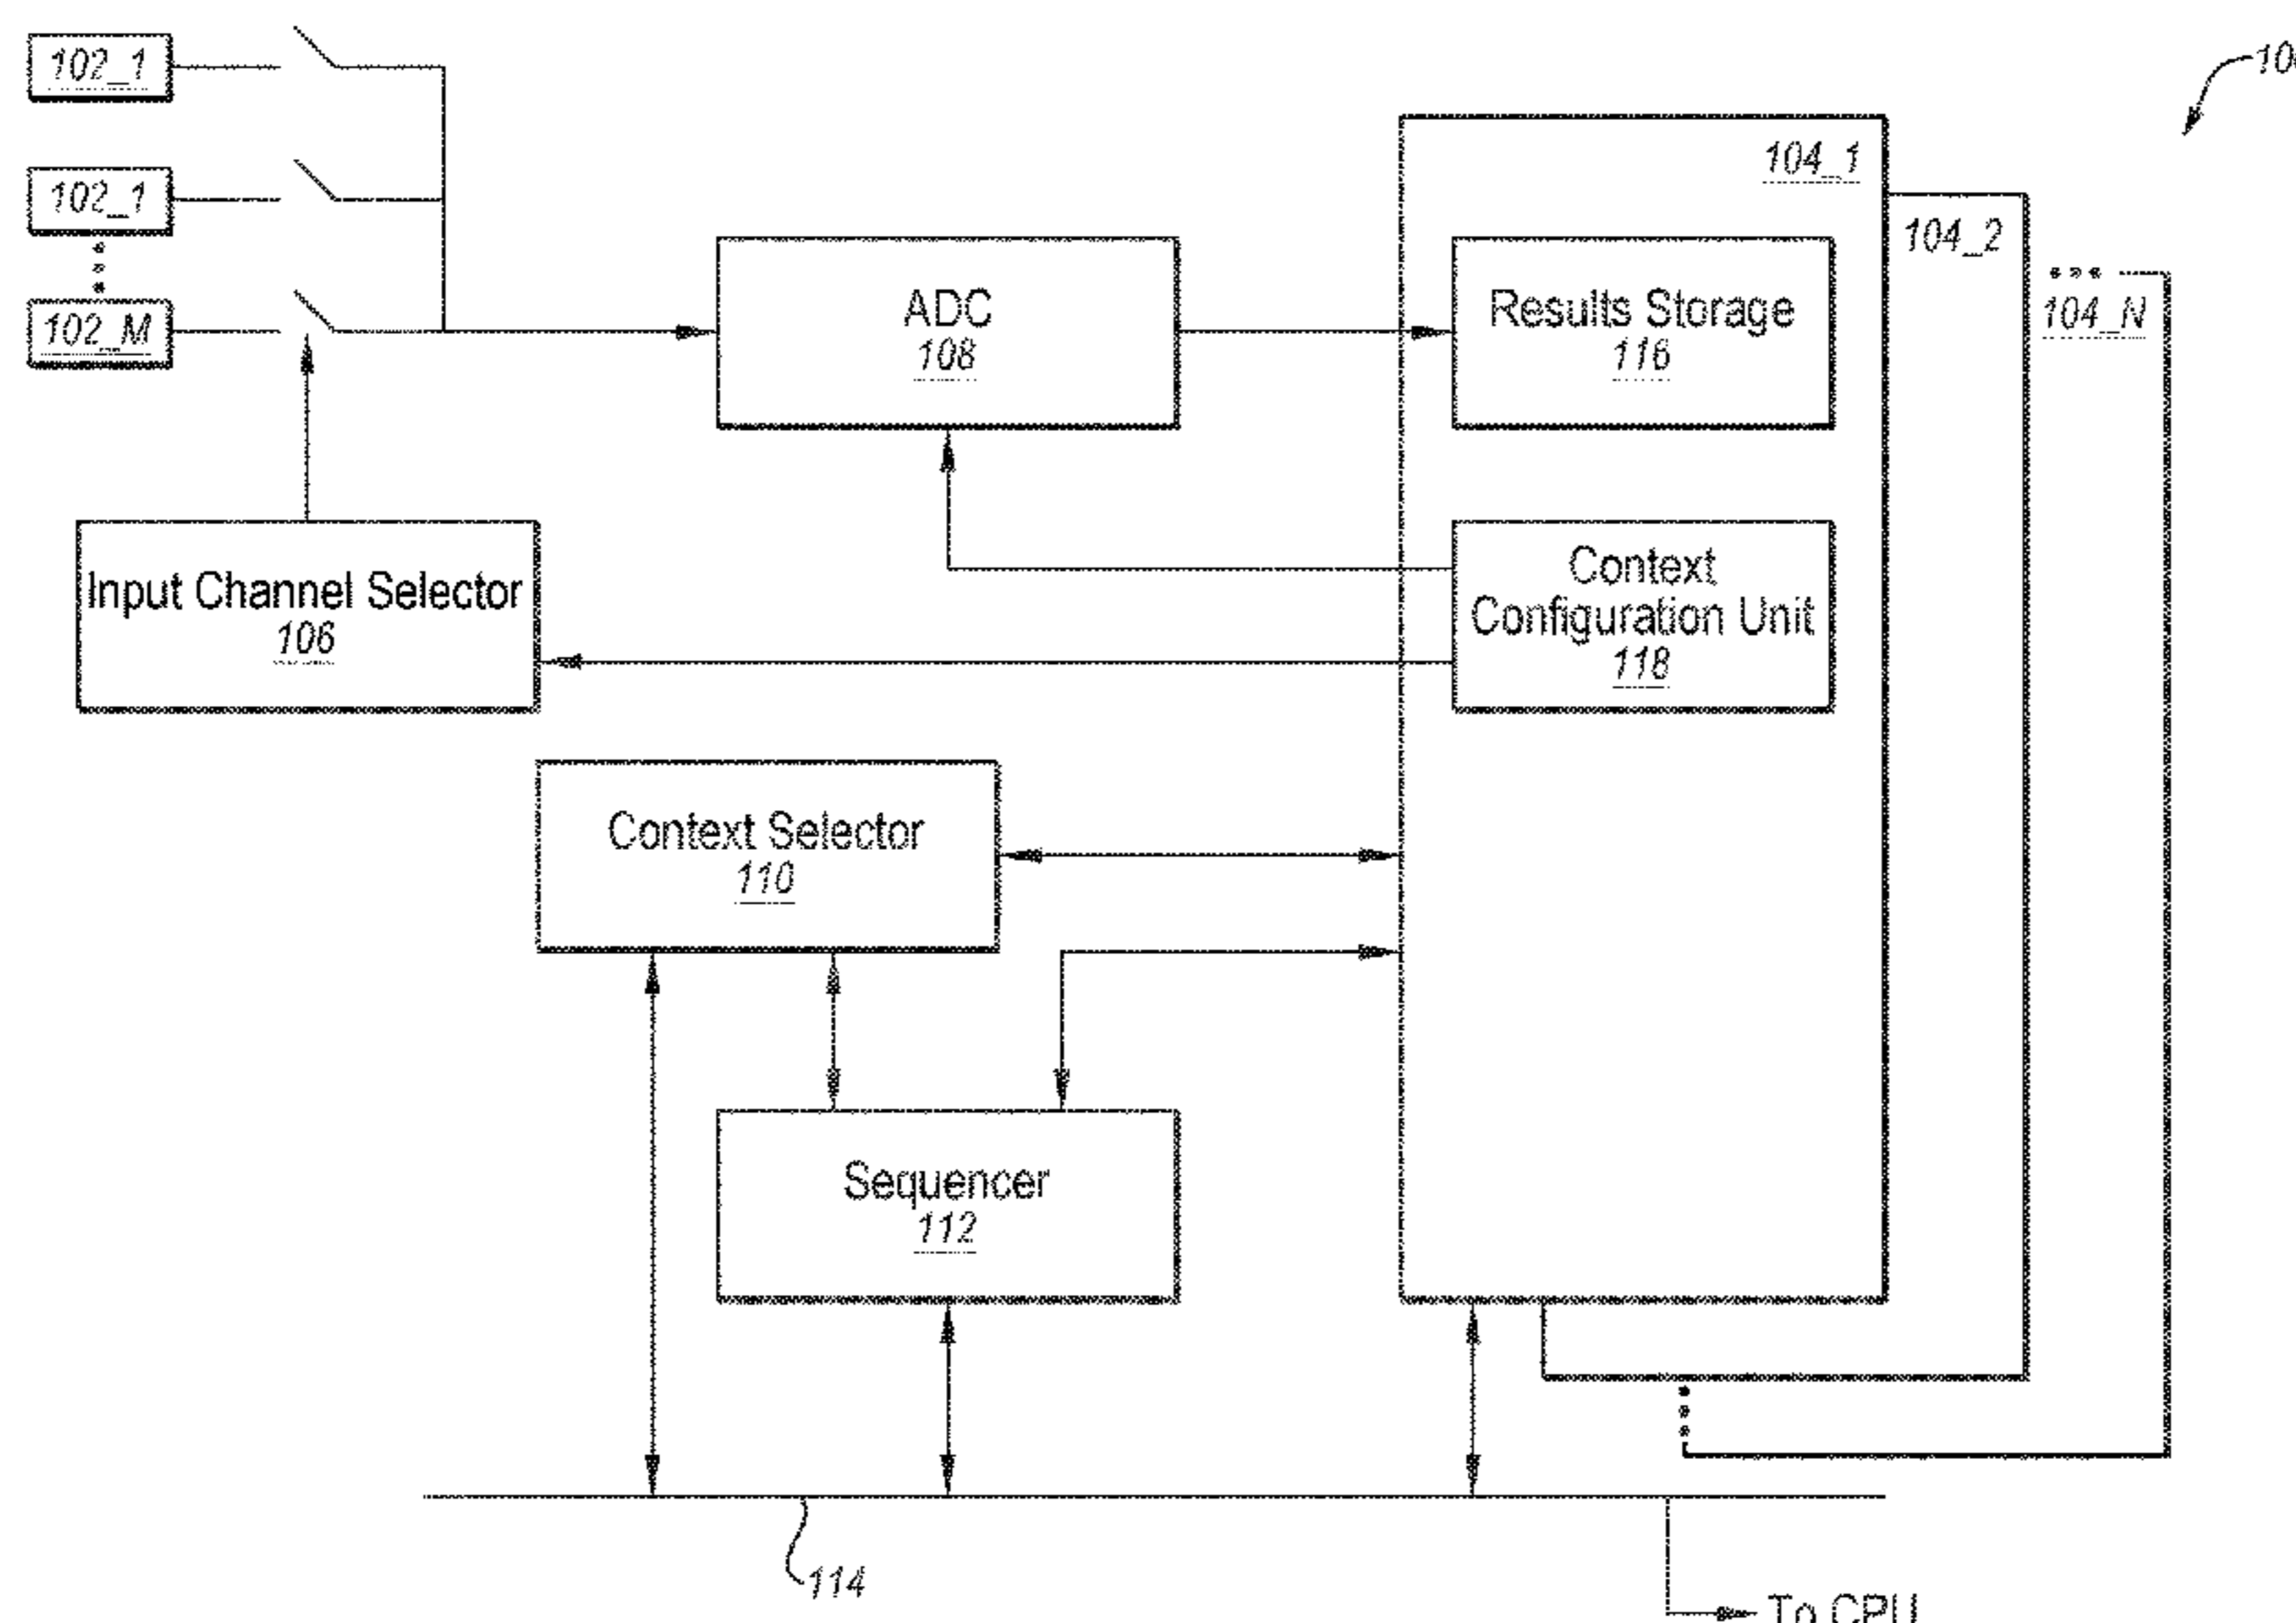 102_1
10
104_1
102_1
104_2
ADC
108
Results Storage
116
104_N
102_M
Input Channel Selector
106
Context
Configuration Unit
118
Context Selector
110
Sequencer
112
114
To CPU